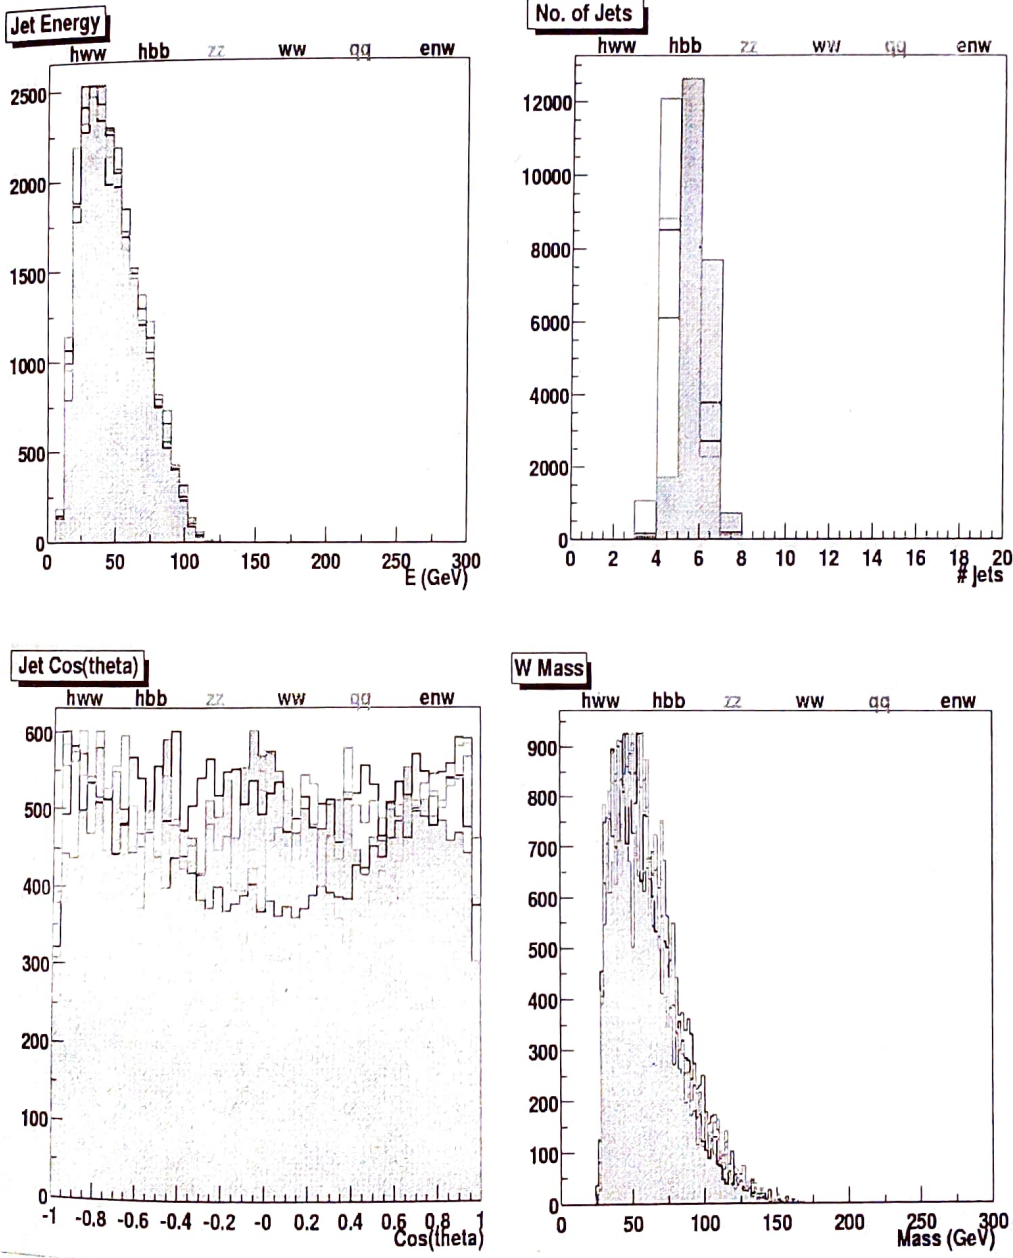 Jet Energy
hww hbb zz ww qq enw
2500
2000
1500
1000
500
0
0 50 100 150 200 250 300
E (GeV)
No. of Jets
hww hbb zz ww qq enw
12000
10000
8000
6000
4000
2000
0
0 2 4 6 8 10 12 14 16 18 20
# Jets
Jet Cos(theta)
hww hbb zz ww qq enw
600
500
400
300
200
100
0
-1 -0.8 -0.6 -0.4 -0.2 -0 0.2 0.4 0.6 0.8 1
Cos(theta)
W Mass
hww hbb zz ww qq enw
900
800
700
600
500
400
300
200
100
0
0 50 100 150 200 250 300
Mass (GeV)